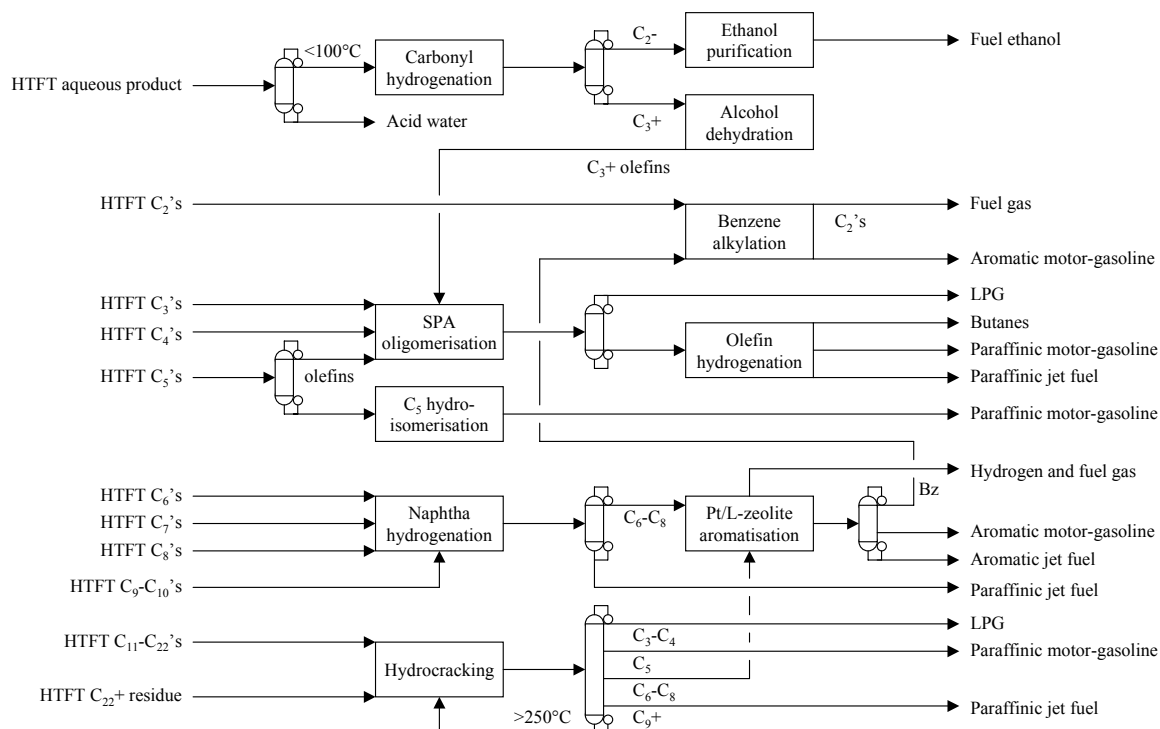 HTFT aqueous product
<100°C
Acid water
Carbonyl
hydrogenation
C₂-
C₃+
Ethanol
purification
Fuel ethanol
Alcohol
dehydration
C₃+ olefins
HTFT C₂’s
Benzene
alkylation
C₂’s
Fuel gas
Aromatic motor-gasoline
HTFT C₃’s
HTFT C₄’s
HTFT C₅’s
olefins
SPA
oligomerisation
LPG
Olefin
hydrogenation
Butanes
Paraffinic motor-gasoline
Paraffinic jet fuel
C₅ hydro-
isomerisation
Paraffinic motor-gasoline
HTFT C₆’s
HTFT C₇’s
HTFT C₈’s
HTFT C₉-C₁₀’s
Naphtha
hydrogenation
C₆-C₈
Pt/L-zeolite
aromatisation
Bz
Hydrogen and fuel gas
Aromatic motor-gasoline
Aromatic jet fuel
Paraffinic jet fuel
HTFT C₁₁-C₂₂’s
HTFT C₂₂+ residue
Hydrocracking
>250°C
C₃-C₄
C₅
C₆-C₈
C₉+
LPG
Paraffinic motor-gasoline
Paraffinic jet fuel